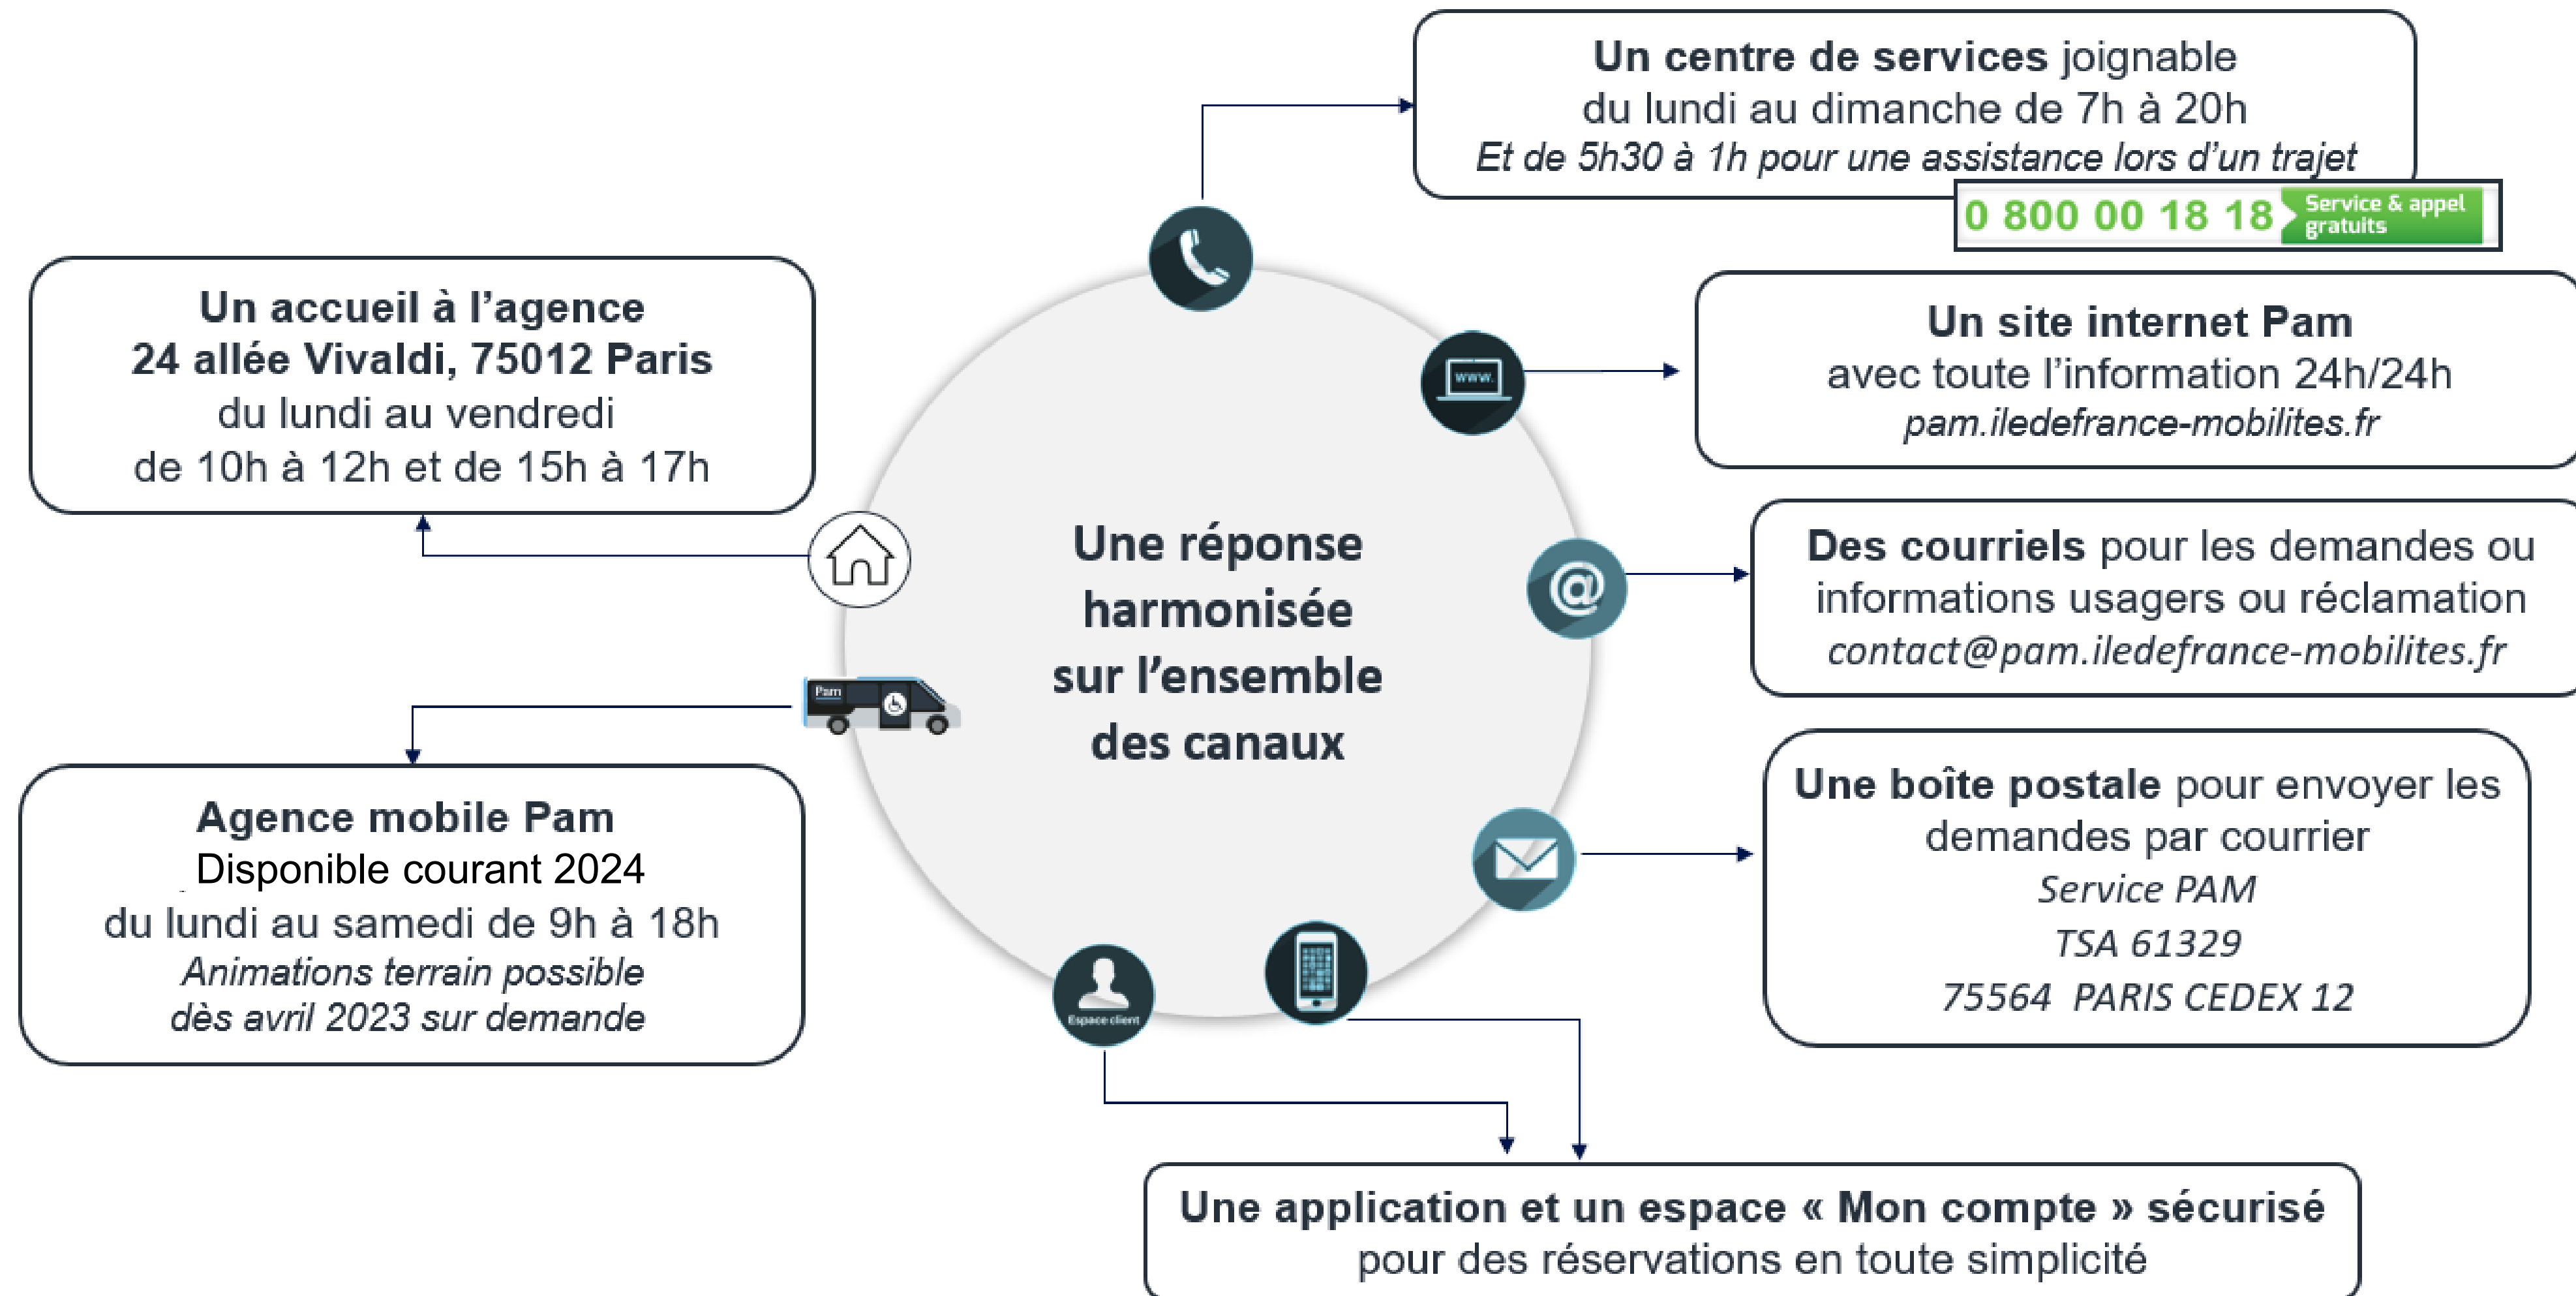 Un centre de services joignable
du lundi au dimanche de 7h à 20h
Et de 5h30 à 1h pour une assistance lors d’un trajet
0 800 00 18 18
Service & appel
gratuits
Un accueil à l’agence
24 allée Vivaldi, 75012 Paris
du lundi au vendredi
de 10h à 12h et de 15h à 17h
www.
Un site internet Pam
avec toute l’information 24h/24h
pam.iledefrance-mobilites.fr
Une réponse
harmonisée
sur l’ensemble
des canaux
@
Des courriels pour les demandes ou
informations usagers ou réclamation
contact@pam.iledefrance-mobilites.fr
Pam
Agence mobile Pam
Disponible courant 2024
du lundi au samedi de 9h à 18h
Animations terrain possible
dès avril 2023 sur demande
Une boîte postale pour envoyer les
demandes par courrier
Service PAM
TSA 61329
75564 PARIS CEDEX 12
Espace client
Une application et un espace « Mon compte » sécurisé
pour des réservations en toute simplicité